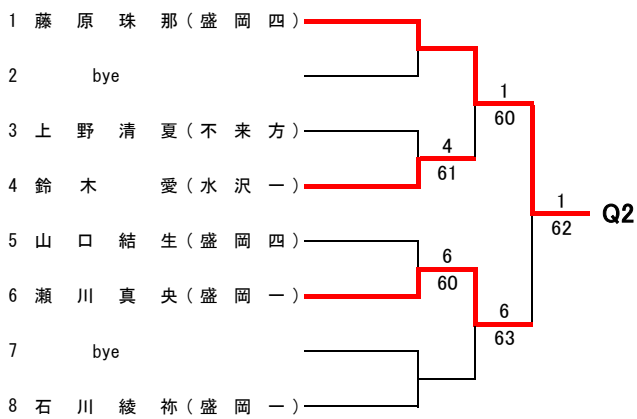 1 藤原珠那(盛岡四)
2 bye
3 上野清夏(不来方)
4 鈴木愛(水沢一)
5 山口結生(盛岡四)
6 瀬川真央(盛岡一)
7 bye
8 石川綾祢(盛岡一)
4
61
6
60
1
60
6
63
1
62
Q2